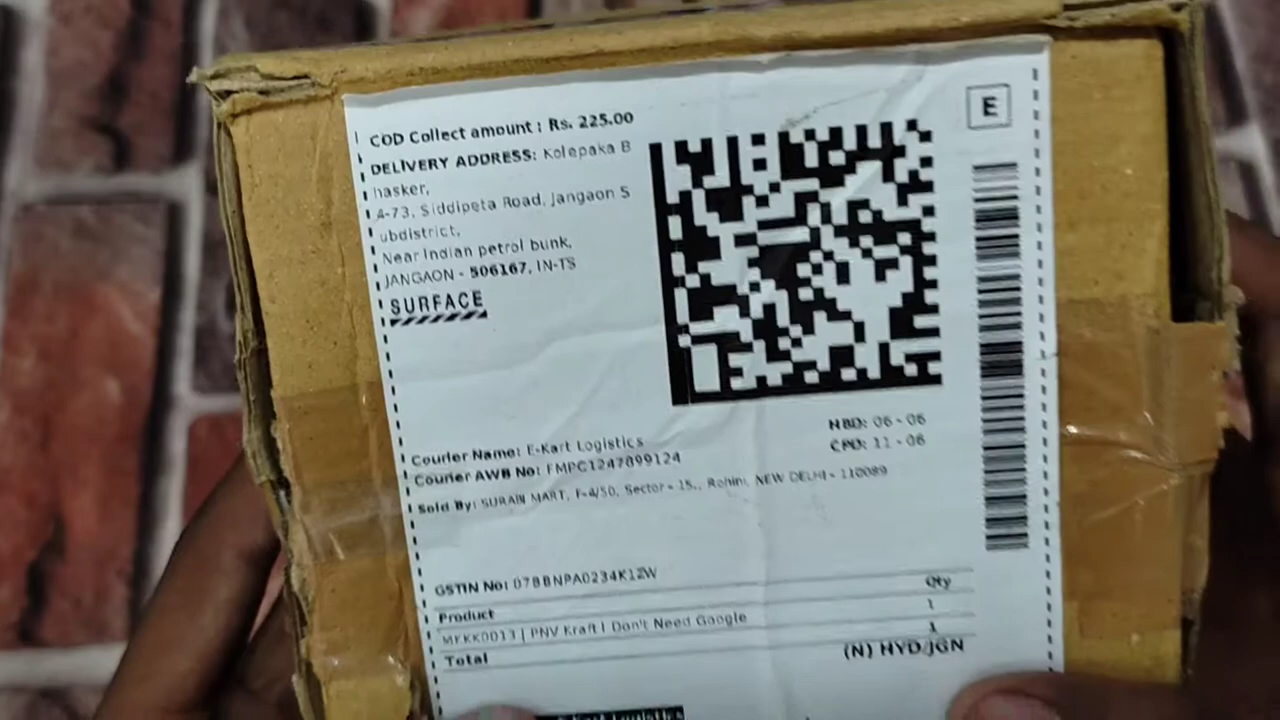 COD Collect amount : Rs. 225.00
E
DELIVERY ADDRESS: Kolepaka B
hasker,
A-73, Siddipeta Road, Jangaon S
ubdistrict,
Near Indian petrol bunk,
JANGAON - 506167, IN-TS
SURFACE
HBD: 06 - 06
CPD: 11 - 06
Courier Name: E-Kart Logistics
Courier AWB No: FMPC1247899124
Sold By: SURABI MART, F-4/50, Sector - 15,, Rohini, NEW DELHI - 110089
GSTIN No: 07BBNPA0234K1ZW
Product Qty
MFKK0013 | PNV Kraft I Don't Need Google 1
Total 1
(N) HYD/JGN
E-Kart Logistics